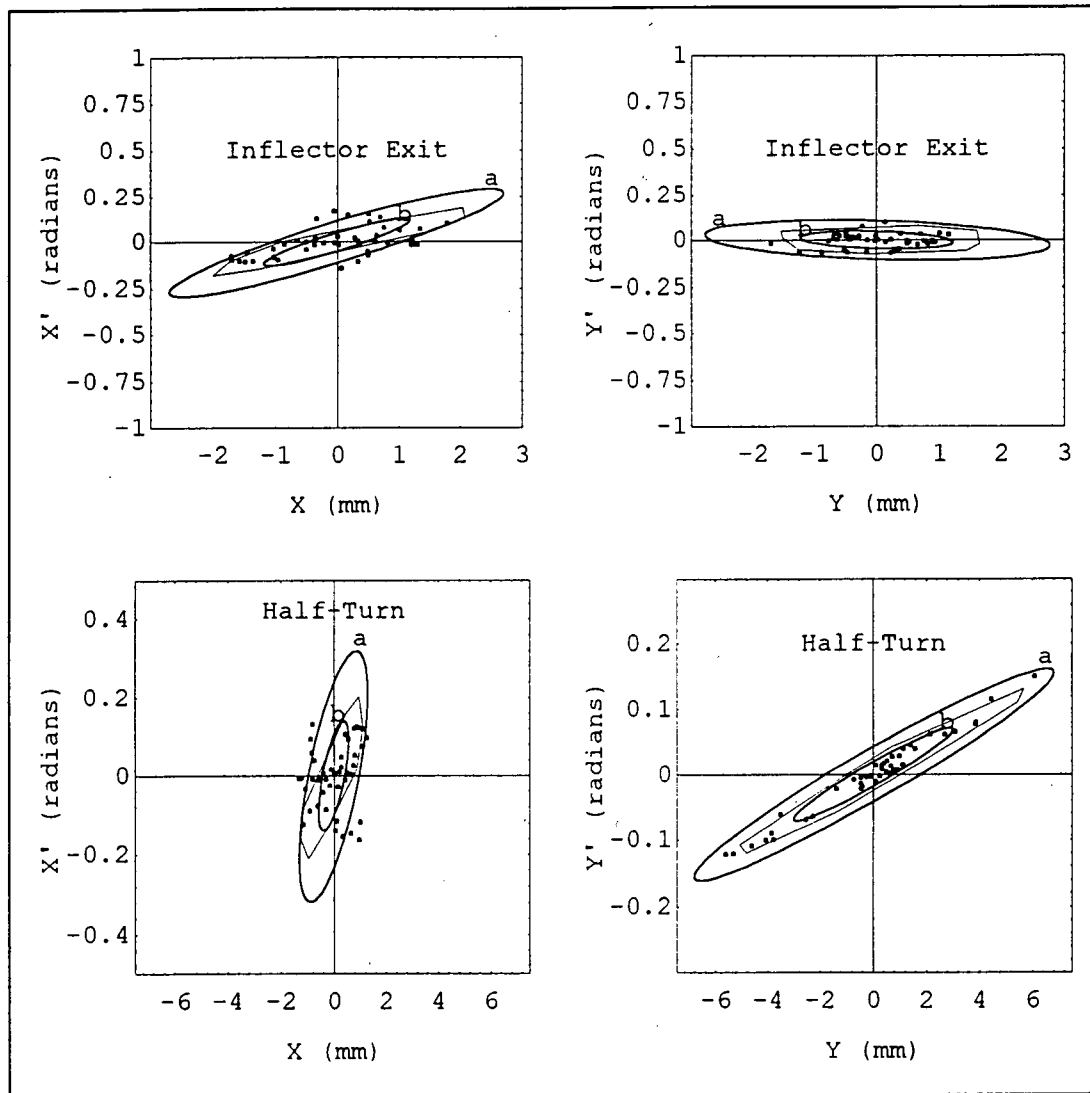 1
0.75
0.5
0.25
0
-0.25
-0.5
-0.75
-1
X' (radians)
Inflector Exit
a
b
-2 -1 0 1 2 3
X (mm)
1
0.75
0.5
0.25
0
-0.25
-0.5
-0.75
-1
Y' (radians)
Inflector Exit
a
b
-2 -1 0 1 2 3
Y (mm)
0.4
0.2
0
-0.2
-0.4
X' (radians)
Half-Turn
a
b
-6 -4 -2 0 2 4 6
X (mm)
0.2
0.1
0
-0.1
-0.2
Y' (radians)
Half-Turn
a
b
-6 -4 -2 0 2 4 6
Y (mm)